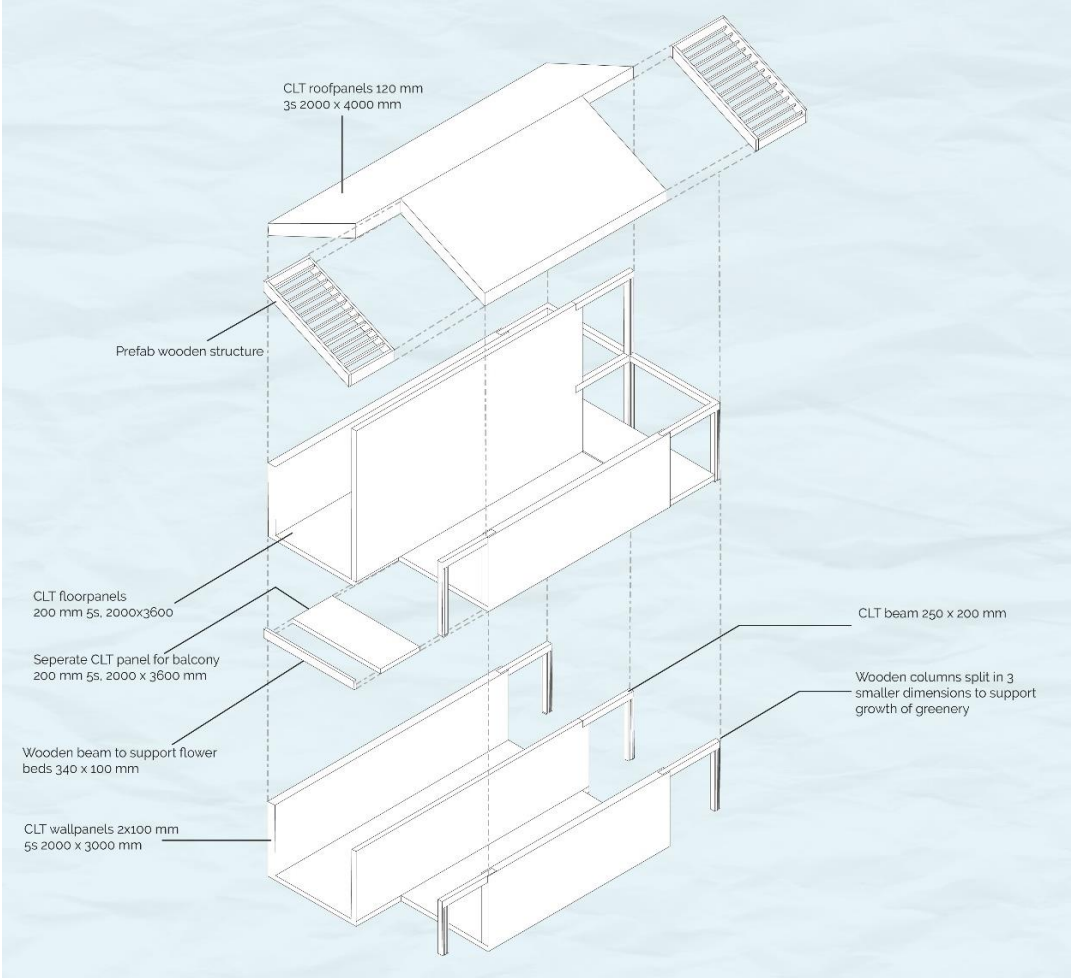 CLT roofpanels 120 mm
3s 2000 x 4000 mm
Prefab wooden structure
CLT floorpanels
200 mm 5s, 2000x3600
Seperate CLT panel for balcony
200 mm 5s, 2000 x 3600 mm
CLT beam 250 x 200 mm
Wooden columns split in 3
smaller dimensions to support
growth of greenery
Wooden beam to support flower
beds 340 x 100 mm
CLT wallpanels 2x100 mm
5s 2000 x 3000 mm